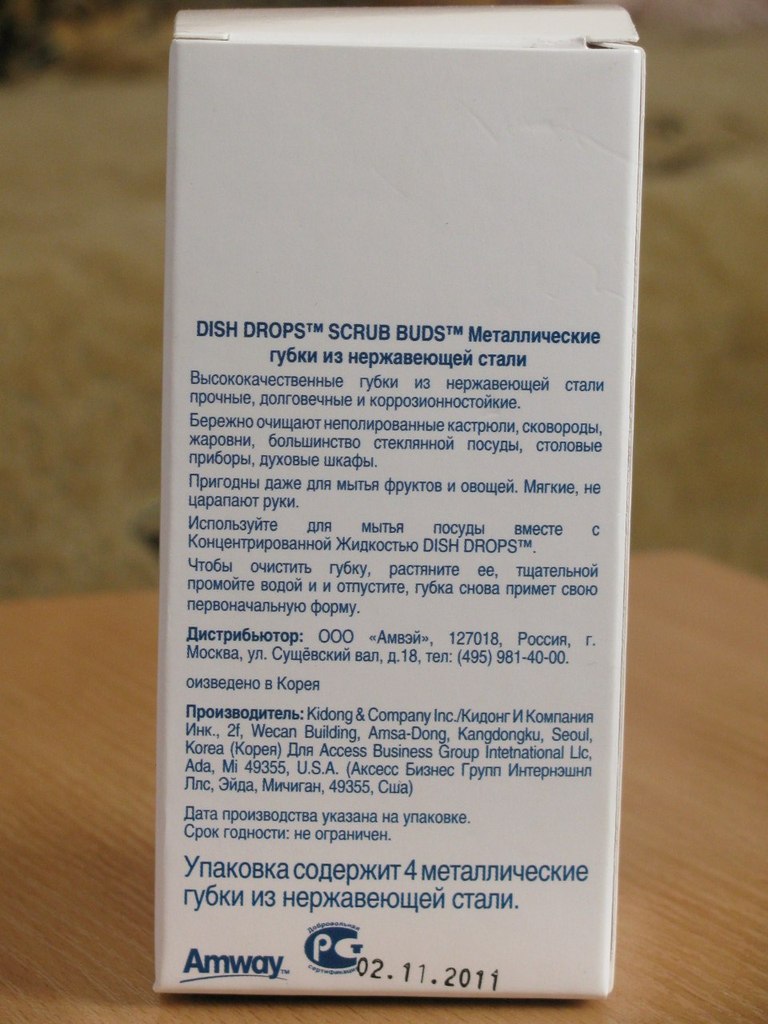 DISH DROPS™ SCRUB BUDS™ Металлические
губки из нержавеющей стали
Высококачественные губки из нержавеющей стали
прочные, долговечные и коррозионностойкие.
Бережно очищают неполированные кастрюли, сковороды,
жаровни, большинство стеклянной посуды, столовые
приборы, духовые шкафы.
Пригодны даже для мытья фруктов и овощей. Мягкие, не
царапают руки.
Используйте для мытья посуды вместе с
Концентрированной Жидкостью DISH DROPS™.
Чтобы очистить губку, растяните ее, тщательной
промойте водой и и отпустите, губка снова примет свою
первоначальную форму.
Дистрибьютор: ООО «Амвэй», 127018, Россия, г.
Москва, ул. Сущёвский вал, д.18, тел: (495) 981-40-00.
оизведено в Корея
Производитель: Kidong & Company Inc./Кидонг И Компания
Инк., 2f, Wecan Building, Amsa-Dong, Kangdongku, Seoul,
Korea (Корея) Для Access Business Group Intetnational Llc,
Ada, Mi 49355, U.S.A. (Аксесс Бизнес Групп Интернэшнл
Ллс, Эйда, Мичиган, 49355, Сша)
Дата производства указана на упаковке.
Срок годности: не ограничен.
Упаковка содержит 4 металлические
губки из нержавеющей стали.
Добровольная
РСТ
сертификация
Amway™
02.11.2011